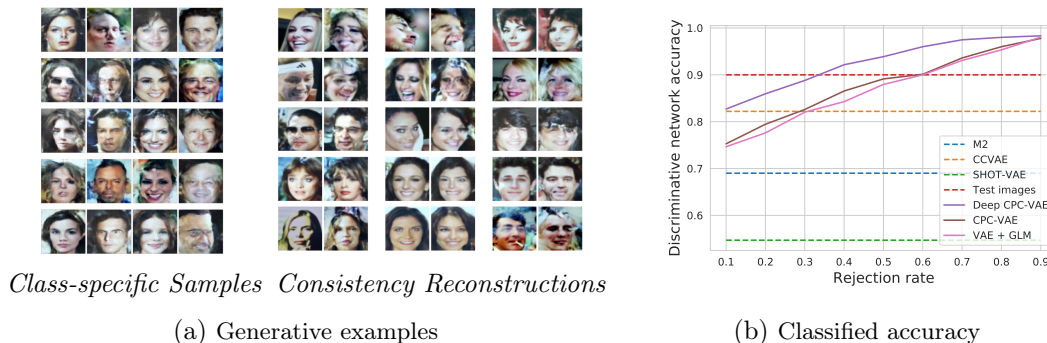 Class-specific Samples Consistency Reconstructions
(a) Generative examples
Discriminative network accuracy
1.0
0.9
0.8
0.7
0.6
M2
CCVAE
SHOT-VAE
Test images
Deep CPC-VAE
CPC-VAE
VAE + GLM
0.1 0.2 0.3 0.4 0.5 0.6 0.7 0.8 0.9
Rejection rate
(b) Classified accuracy